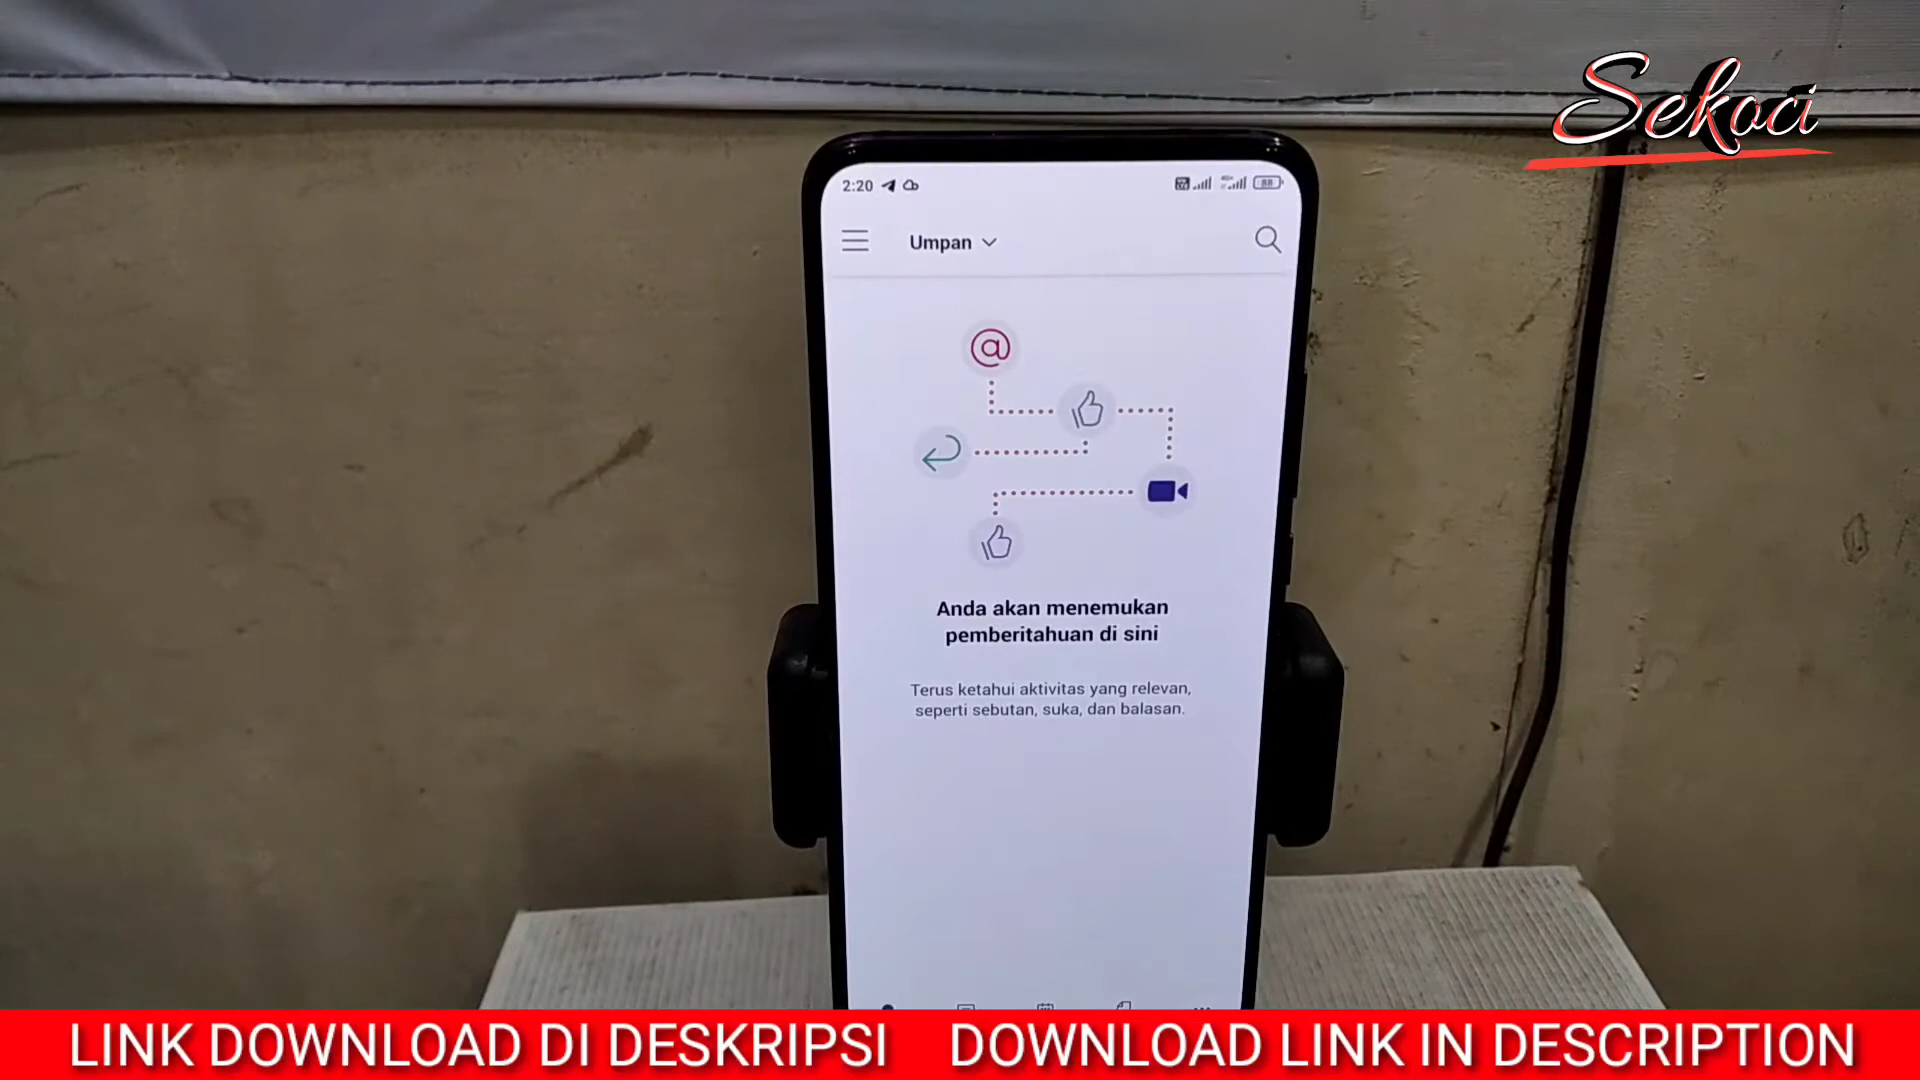 Sekoci
2:20
88
Umpan
@
Anda akan menemukan
pemberitahuan di sini
Terus ketahui aktivitas yang relevan,
seperti sebutan, suka, dan balasan.
LINK DOWNLOAD DI DESKRIPSI DOWNLOAD LINK IN DESCRIPTION